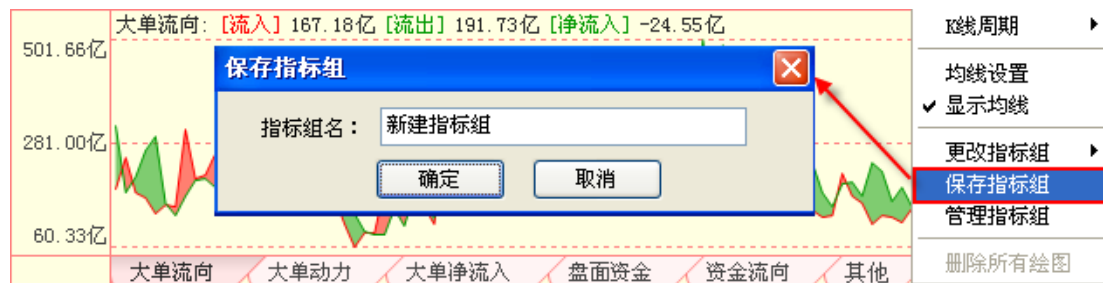 大单流向: [流入] 167.18亿 [流出] 191.73亿 [净流入] -24.55亿
501.66亿
281.00亿
60.33亿
保存指标组
指标组名：
新建指标组
确定
取消
大单流向
大单动力
大单净流入
盘面资金
资金流向
其他
K线周期
均线设置
显示均线
更改指标组
保存指标组
管理指标组
删除所有绘图